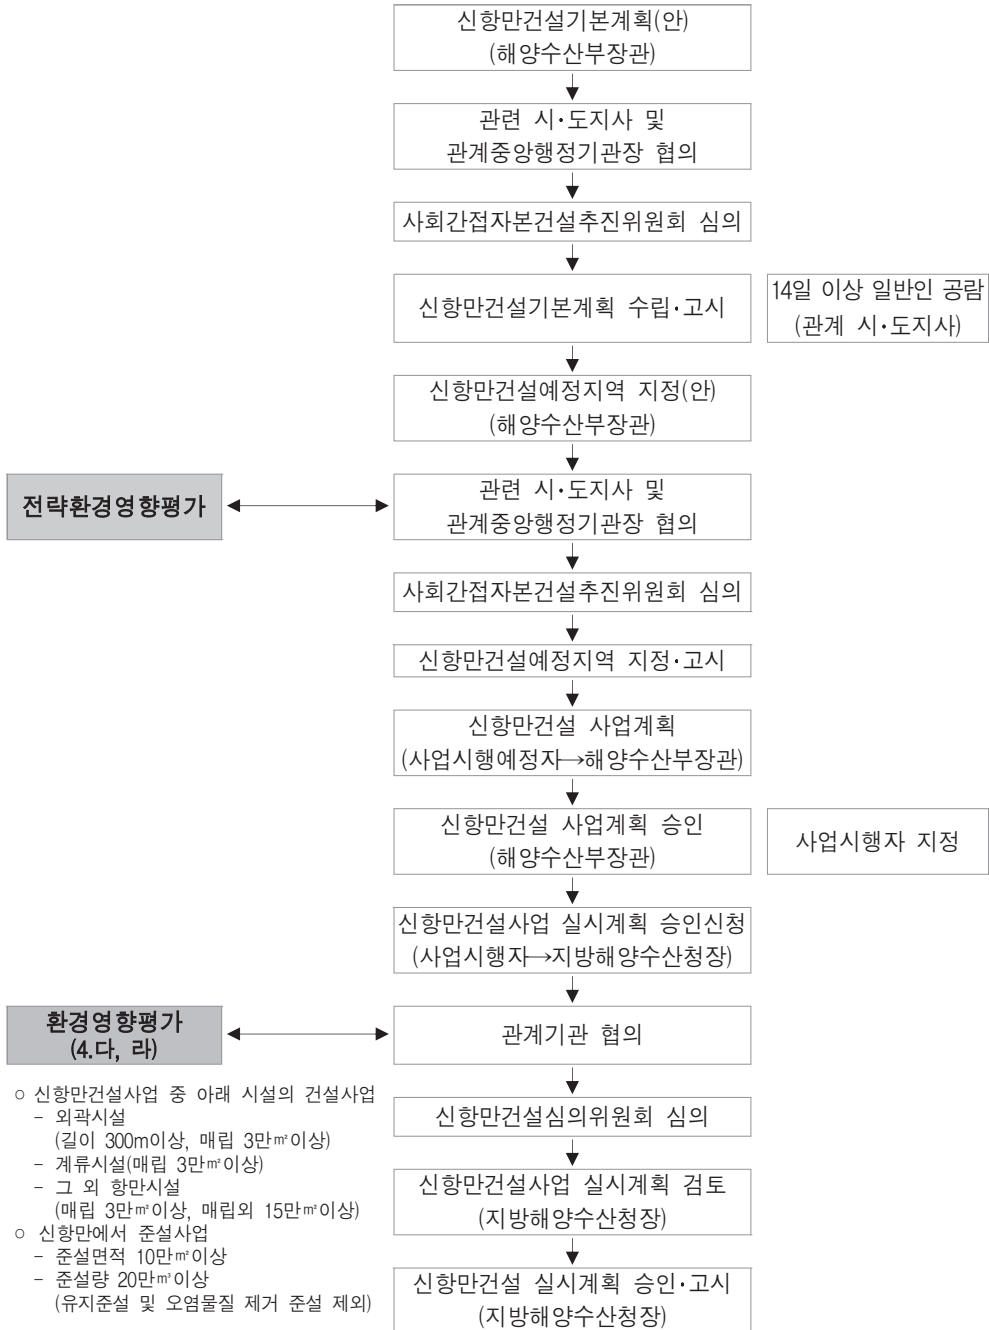 신항만건설기본계획(안)
(해양수산부장관)
관련 시·도지사 및
관계중앙행정기관장 협의
사회간접자본건설추진위원회 심의
신항만건설기본계획 수립·고시
14일 이상 일반인 공람
(관계 시·도지사)
신항만건설예정지역 지정(안)
(해양수산부장관)
전략환경영향평가
관련 시·도지사 및
관계중앙행정기관장 협의
사회간접자본건설추진위원회 심의
신항만건설예정지역 지정·고시
신항만건설 사업계획
(사업시행예정자→해양수산부장관)
신항만건설 사업계획 승인
(해양수산부장관)
사업시행자 지정
신항만건설사업 실시계획 승인신청
(사업시행자→지방해양수산청장)
환경영향평가
(4.다, 라)
관계기관 협의
신항만건설심의위원회 심의
신항만건설사업 실시계획 검토
(지방해양수산청장)
신항만건설 실시계획 승인·고시
(지방해양수산청장)
○ 신항만건설사업 중 아래 시설의 건설사업
- 외곽시설
(길이 300m이상, 매립 3만㎡이상)
- 계류시설(매립 3만㎡이상)
- 그 외 항만시설
(매립 3만㎡이상, 매립외 15만㎡이상)
○ 신항만에서 준설사업
- 준설면적 10만㎡이상
- 준설량 20만㎥이상
(유지준설 및 오염물질 제거 준설 제외)